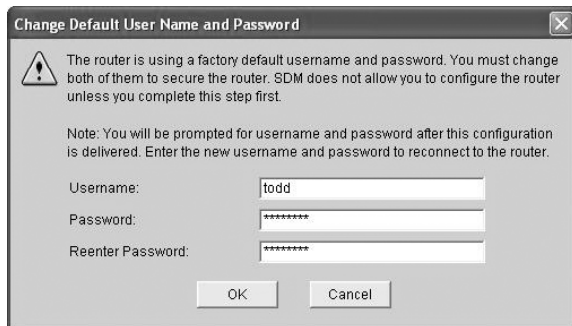 Change Default User Name and Password
The router is using a factory default username and password. You must change
both of them to secure the router. SDM does not allow you to configure the router
unless you complete this step first.
Note: You will be prompted for username and password after this configuration
is delivered. Enter the new username and password to reconnect to the router.
Username: todd
Password: ********
Reenter Password: ********
OK Cancel